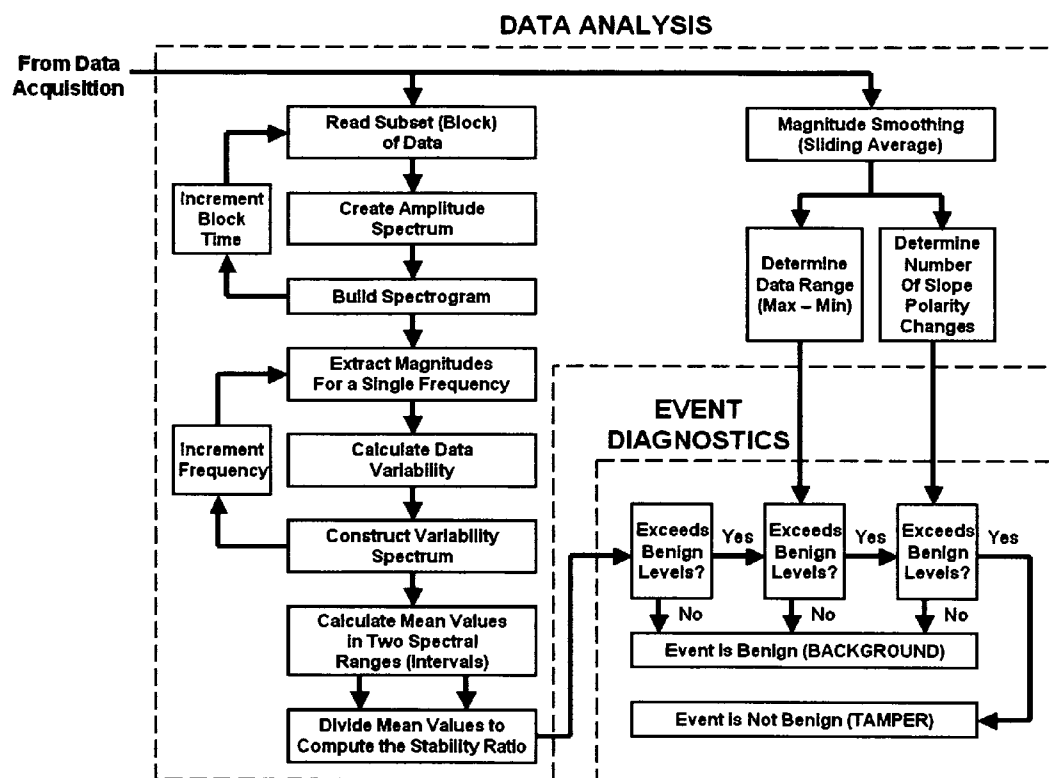 DATA ANALYSIS
From Data
Acquisition
Read Subset (Block)
of Data
Increment
Block
Time
Create Amplitude
Spectrum
Build Spectrogram
Extract Magnitudes
For a Single Frequency
Increment
Frequency
Calculate Data
Variability
Construct Variability
Spectrum
Calculate Mean Values
in Two Spectral
Ranges (Intervals)
Divide Mean Values to
Compute the Stability Ratio
Magnitude Smoothing
(Sliding Average)
Determine
Data Range
(Max – Min)
Determine
Number
Of Slope
Polarity
Changes
EVENT
DIAGNOSTICS
Exceeds
Benign
Levels?
Yes
No
Exceeds
Benign
Levels?
Yes
No
Exceeds
Benign
Levels?
Yes
No
Event Is Benign (BACKGROUND)
Event Is Not Benign (TAMPER)